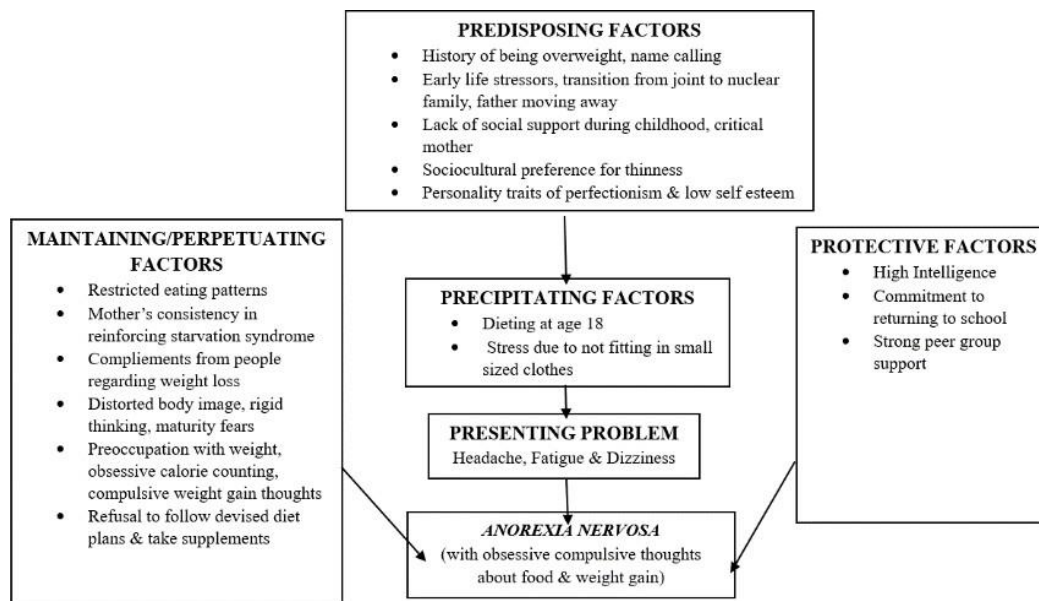 PREDISPOSING FACTORS
• History of being overweight, name calling
• Early life stressors, transition from joint to nuclear
family, father moving away
• Lack of social support during childhood, critical
mother
• Sociocultural preference for thinness
• Personality traits of perfectionism & low self esteem
MAINTAINING/PERPETUATING
FACTORS
• Restricted eating patterns
• Mother's consistency in
reinforcing starvation syndrome
• Compliements from people
regarding weight loss
• Distorted body image, rigid
thinking, maturity fears
• Preoccupation with weight,
obsessive calorie counting,
compulsive weight gain thoughts
• Refusal to follow devised diet
plans & take supplements
PRECIPITATING FACTORS
• Dieting at age 18
• Stress due to not fitting in small
sized clothes
PRESENTING PROBLEM
Headache, Fatigue & Dizziness
ANOREXIA NERVOSA
(with obsessive compulsive thoughts
about food & weight gain)
PROTECTIVE FACTORS
• High Intelligence
• Commitment to
returning to school
• Strong peer group
support